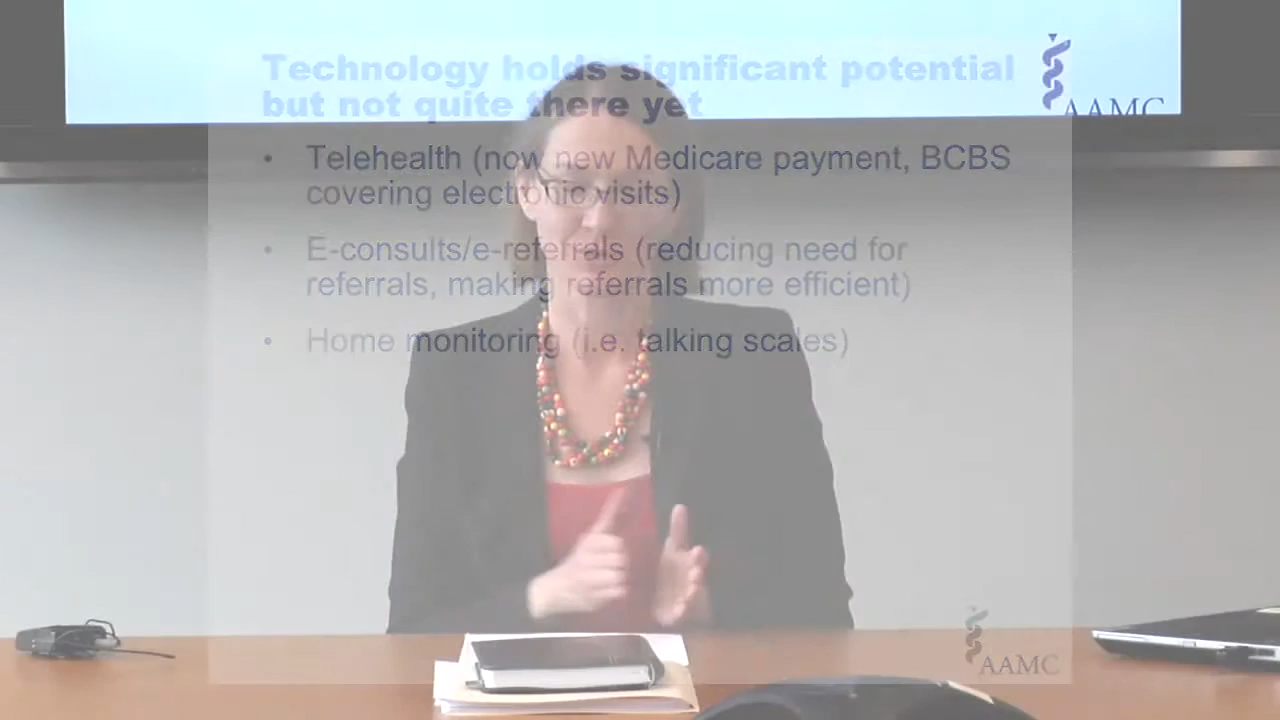 Technology holds significant potential
but not quite there yet
AAMC
• Telehealth (now new Medicare payment, BCBS
covering electronic visits)
• E-consults/e-referrals (reducing need for
referrals, making referrals more efficient)
• Home monitoring (i.e. talking scales)
AAMC